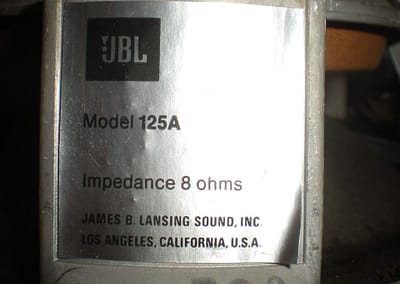 JBL
Model 125A
Impedance 8 ohms
JAMES B. LANSING SOUND, INC.
LOS ANGELES, CALIFORNIA, U.S.A.